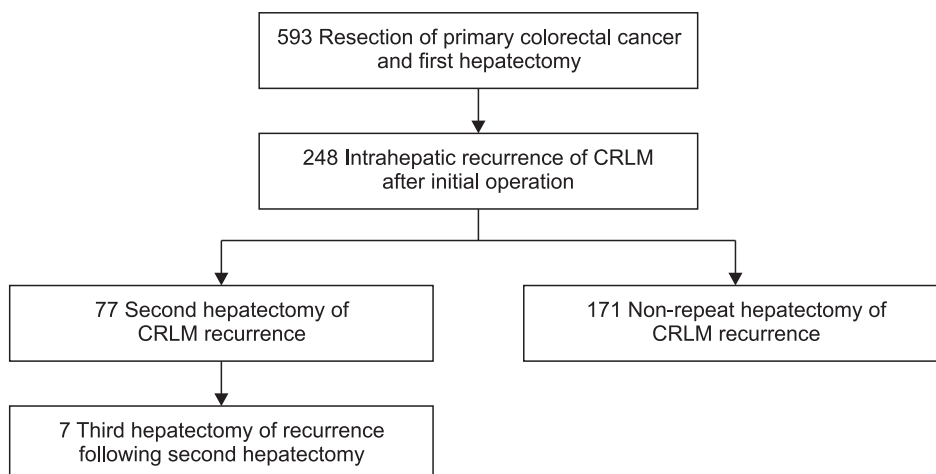 593 Resection of primary colorectal cancer
and first hepatectomy
248 Intrahepatic recurrence of CRLM
after initial operation
77 Second hepatectomy of
CRLM recurrence
171 Non-repeat hepatectomy of
CRLM recurrence
7 Third hepatectomy of recurrence
following second hepatectomy